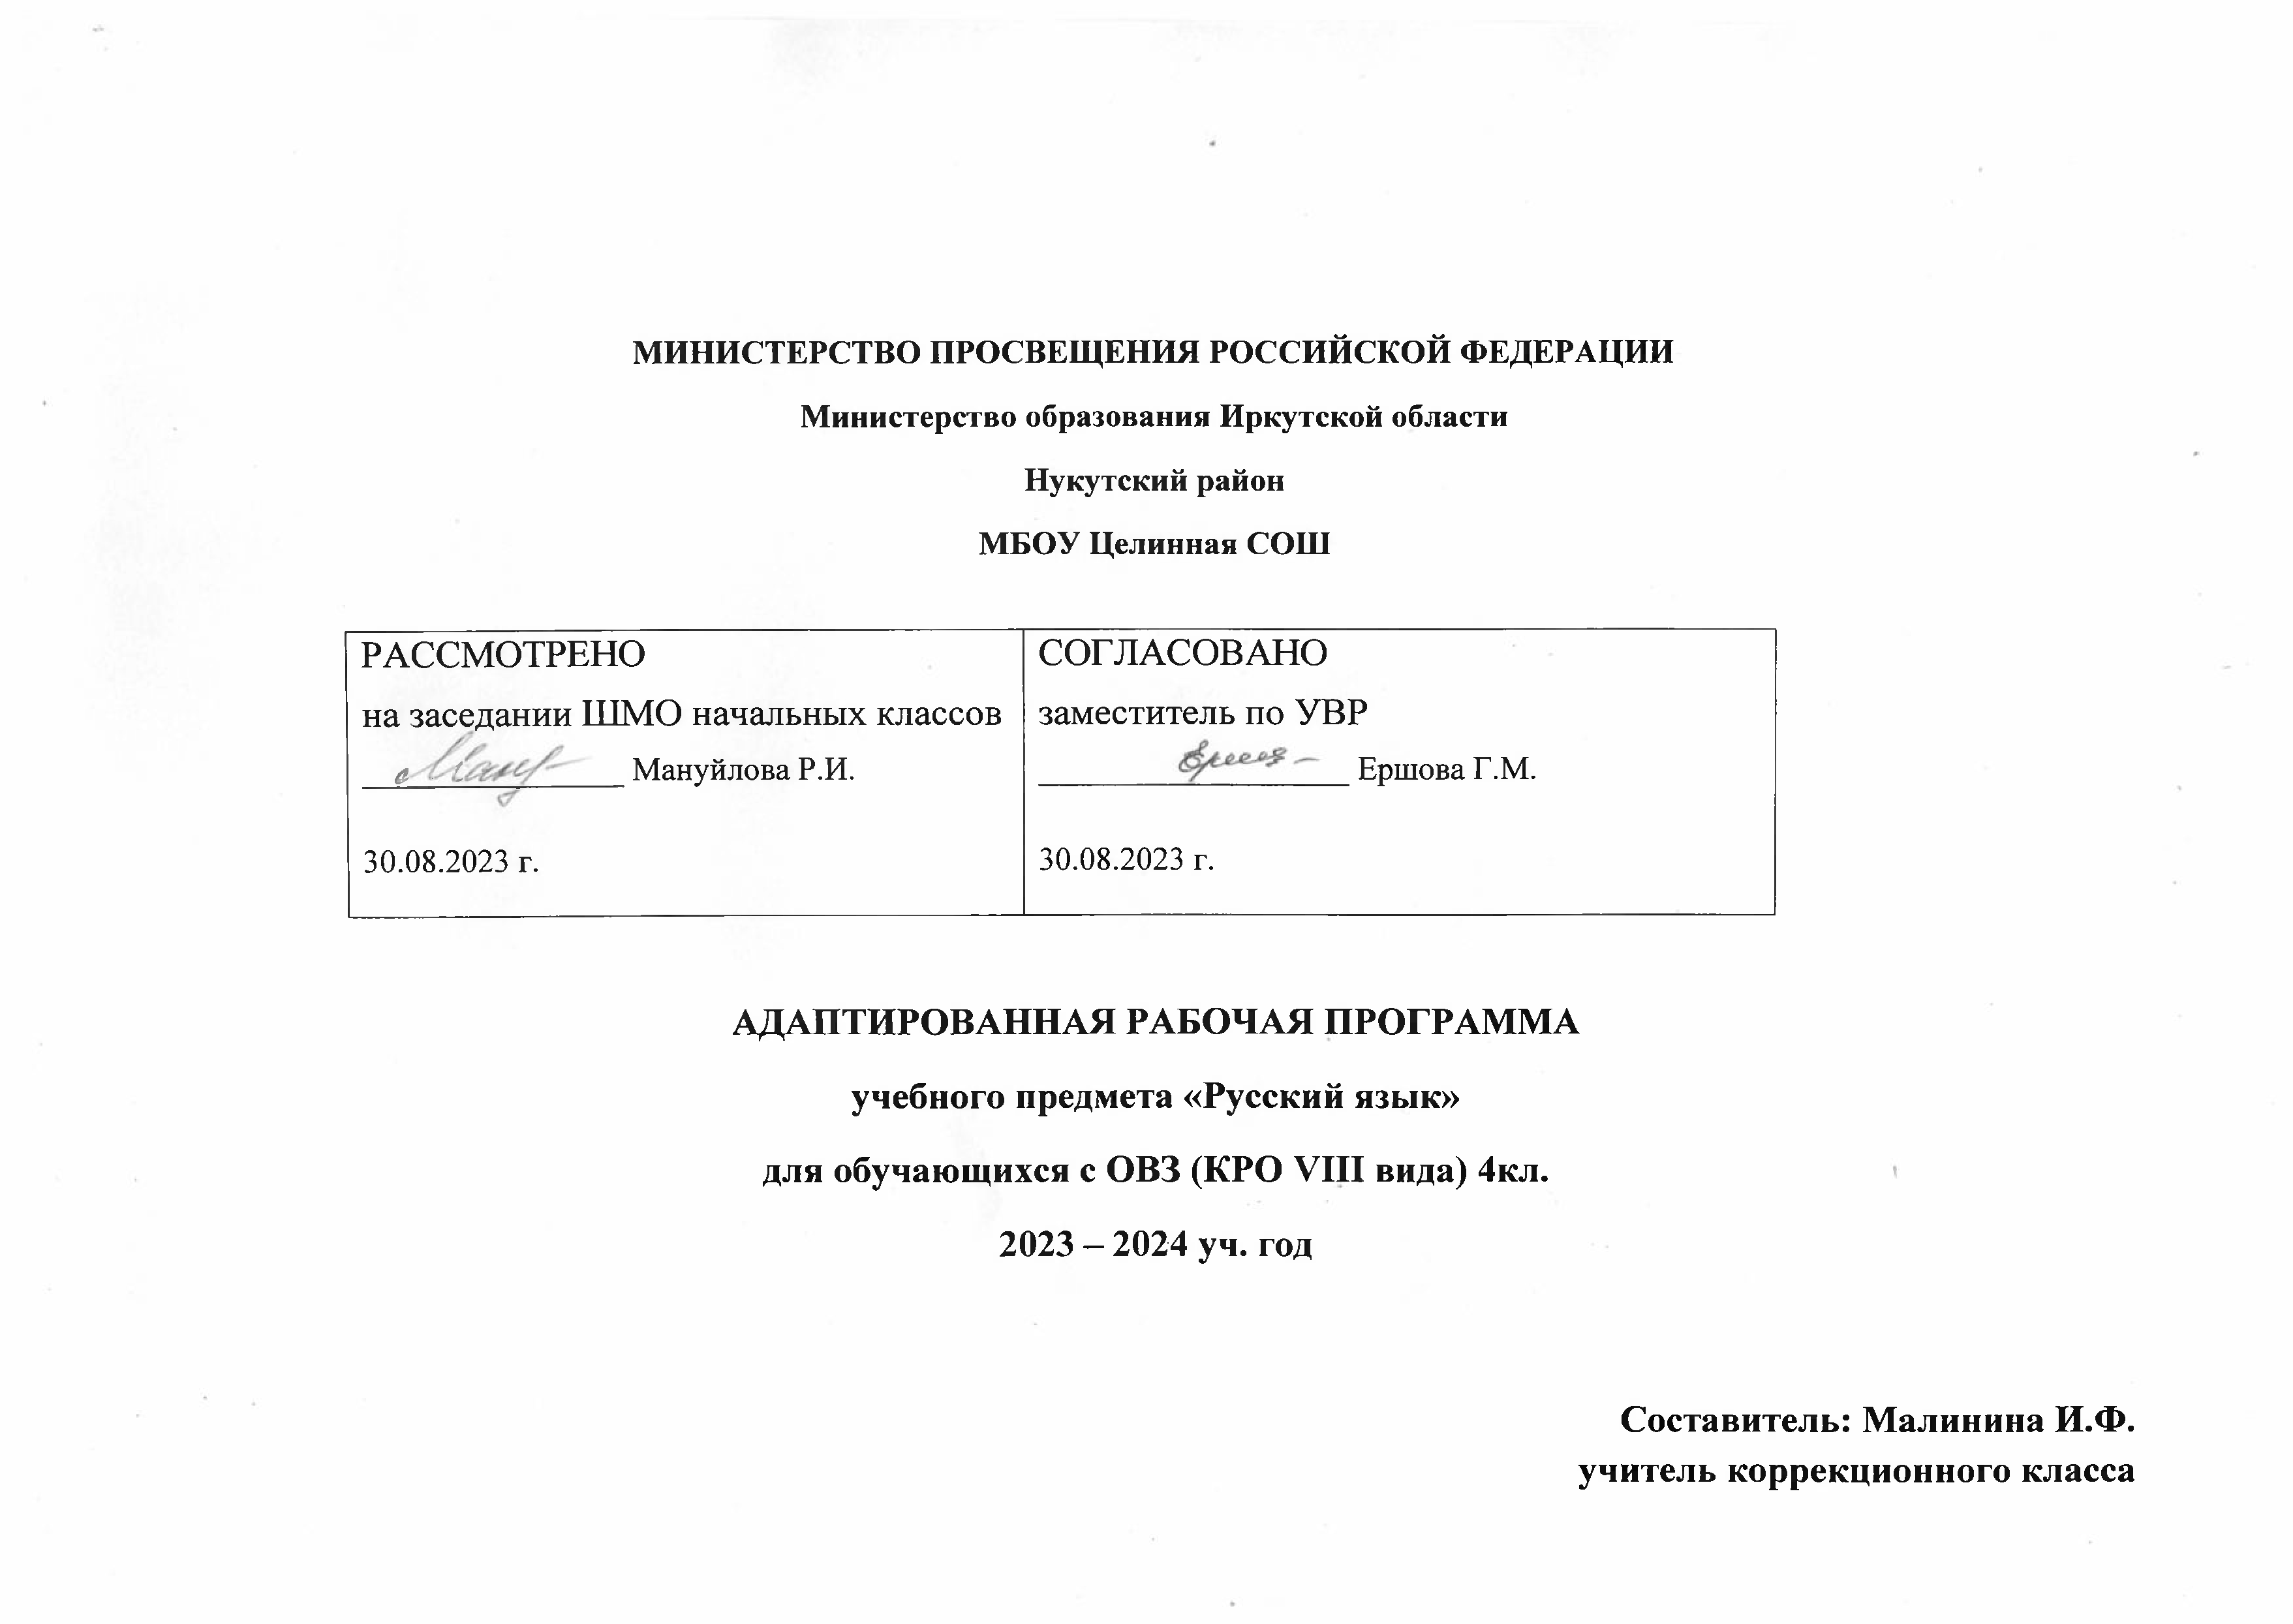 МИНИСТЕРСТВО ПРОСВЕЩЕНИЯ РОССИЙСКОЙ ФЕДЕРАЦИИ
Министерство образования Иркутской области
Нукутский район
МБОУ Целинная СОШ
РАССМОТРЕНО
на заседании ШМО начальных классов
Мануйлова Р.И.
30.08.2023 г.
СОГЛАСОВАНО
заместитель по УВР
Ершова Г.М.
30.08.2023 г.
АДАПТИРОВАННАЯ РАБОЧАЯ ПРОГРАММА
учебного предмета «Русский язык»
для обучающихся с ОВЗ (КРО VIII вида) 4кл.
2023 – 2024 уч. год
Составитель: Малинина И.Ф.
учитель коррекционного класса